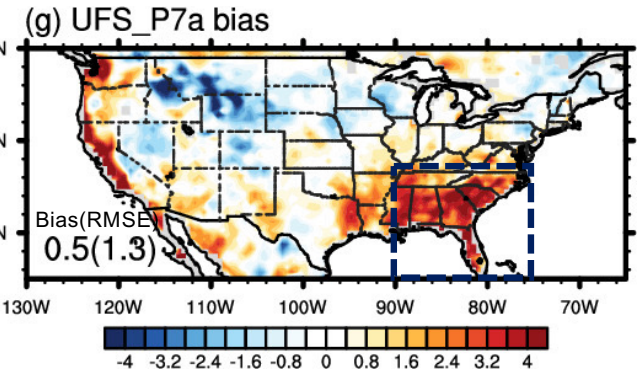 (g) UFS_P7a bias
N
N
N
Bias(RMSE)
0.5(1.3)
130W 120W 110W 100W 90W 80W 70W
-4 -3.2 -2.4 -1.6 -0.8 0 0.8 1.6 2.4 3.2 4